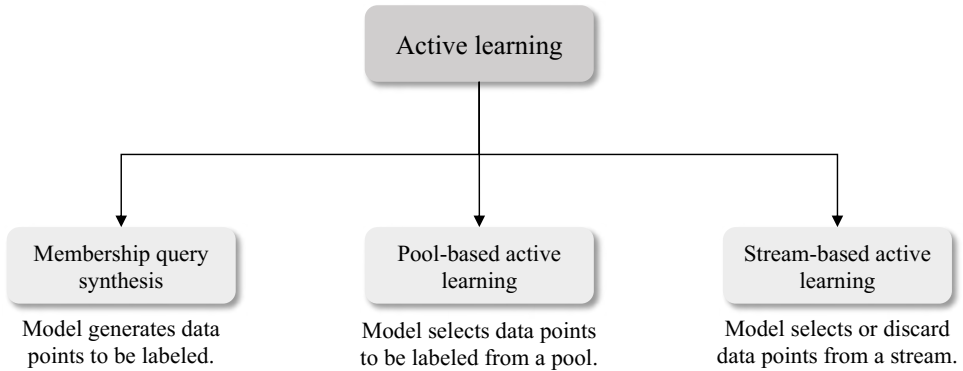 Active learning
Membership query
synthesis
Model generates data
points to be labeled.
Pool-based active
learning
Model selects data points
to be labeled from a pool.
Stream-based active
learning
Model selects or discard
data points from a stream.